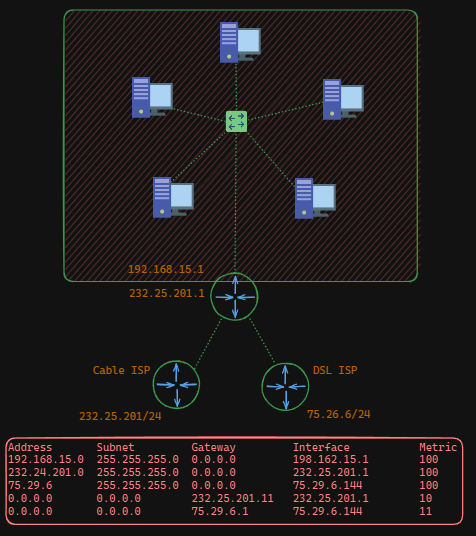 192.168.15.1
232.25.201.1
Cable ISP
DSL ISP
232.25.201/24
75.26.6/24
Address Subnet Gateway Interface Metric
192.168.15.0 255.255.255.0 0.0.0.0 198.162.15.1 100
232.24.201.0 255.255.255.0 0.0.0.0 232.25.201.1 100
75.29.6 255.255.255.0 0.0.0.0 75.29.6.144 100
0.0.0.0 0.0.0.0 232.25.201.11 232.25.201.1 10
0.0.0.0 0.0.0.0 75.29.6.1 75.29.6.144 11